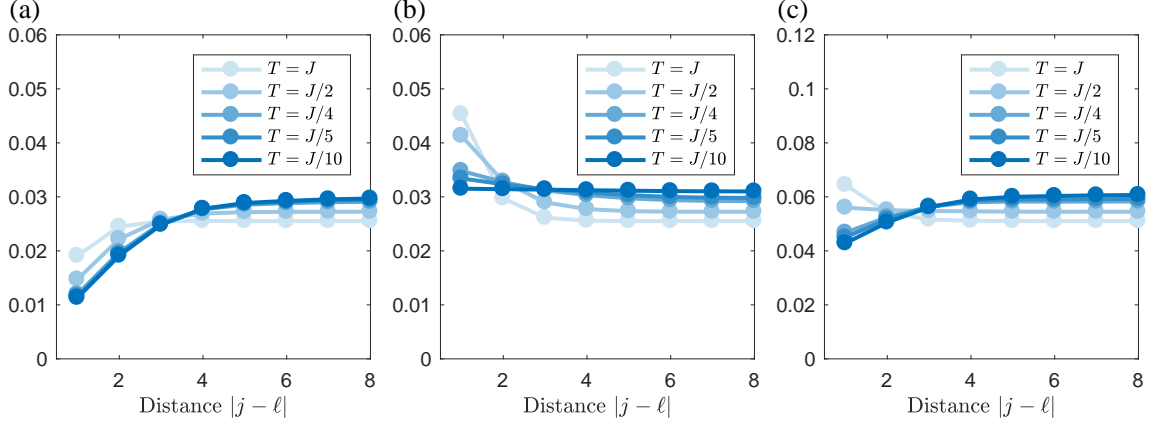 (a)
0.06
0.05
0.04
0.03
0.02
0.01
0
2
4
6
8
Distance |j − ℓ|
T = J
T = J/2
T = J/4
T = J/5
T = J/10
(b)
0.06
0.05
0.04
0.03
0.02
0.01
0
2
4
6
8
Distance |j − ℓ|
T = J
T = J/2
T = J/4
T = J/5
T = J/10
(c)
0.12
0.10
0.08
0.06
0.04
0.02
0
2
4
6
8
Distance |j − ℓ|
T = J
T = J/2
T = J/4
T = J/5
T = J/10